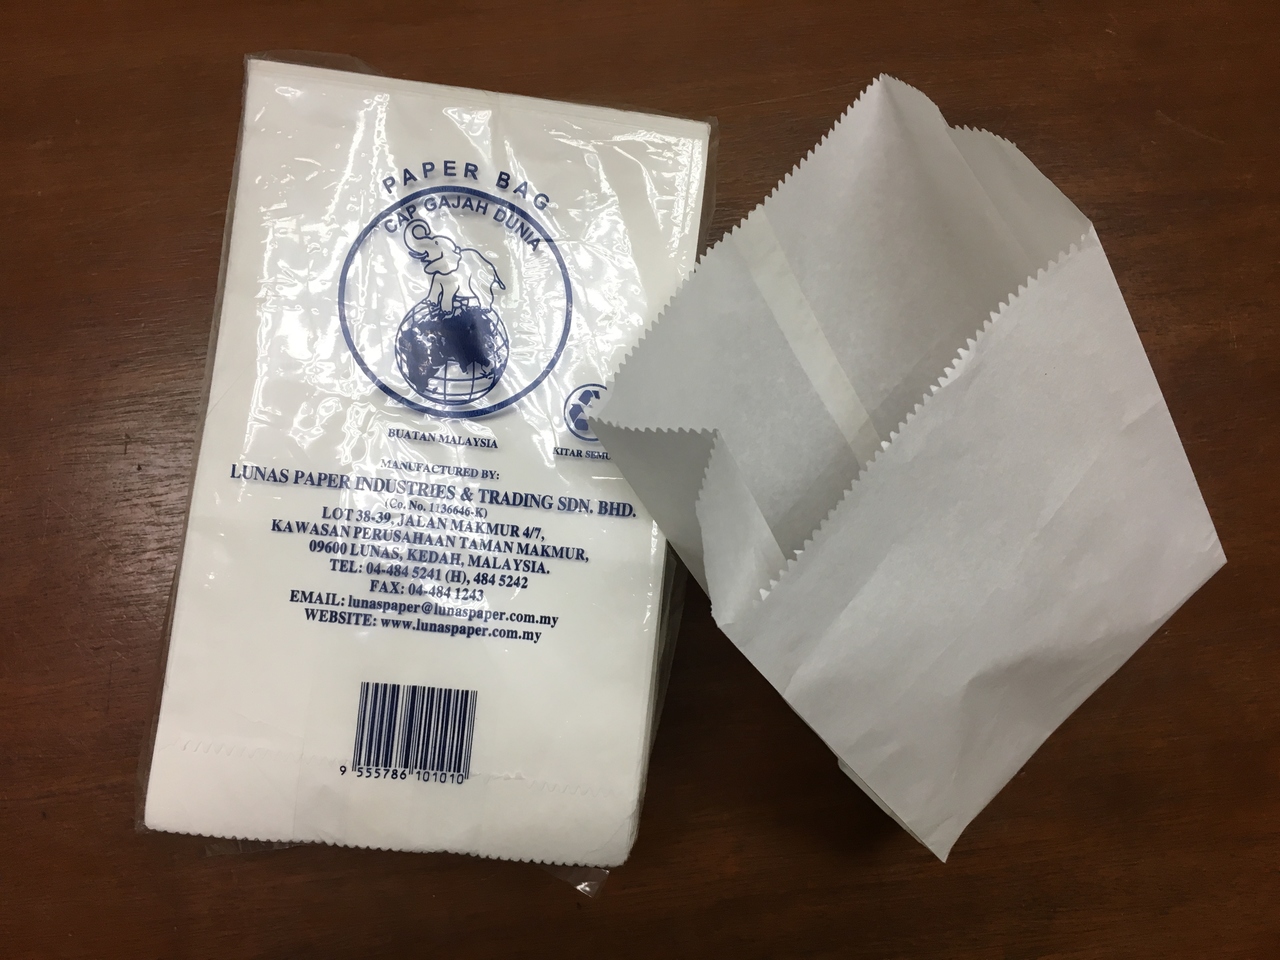 PAPER BAG
CAP GAJAH DUNIA
BUATAN MALAYSIA
KITAR SEMU
MANUFACTURED BY:
LUNAS PAPER INDUSTRIES & TRADING SDN. BHD.
(Co. No. 1136646-K)
LOT 38-39, JALAN MAKMUR 4/7,
KAWASAN PERUSAHAAN TAMAN MAKMUR,
09600 LUNAS, KEDAH, MALAYSIA.
TEL: 04-484 5241 (H), 484 5242
FAX: 04-484 1243
EMAIL: lunaspaper@lunaspaper.com.my
WEBSITE: www.lunaspaper.com.my
9 555786 101010